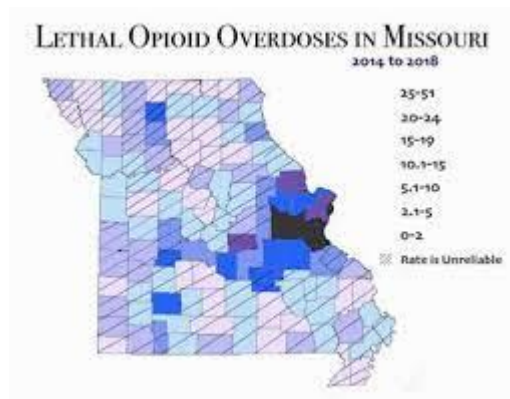 LETHAL OPIOID OVERDOSES IN MISSOURI
2014 to 2018
25-51
20-24
15-19
10.1-15
5.1-10
2.1-5
0-2
Rate is Unreliable